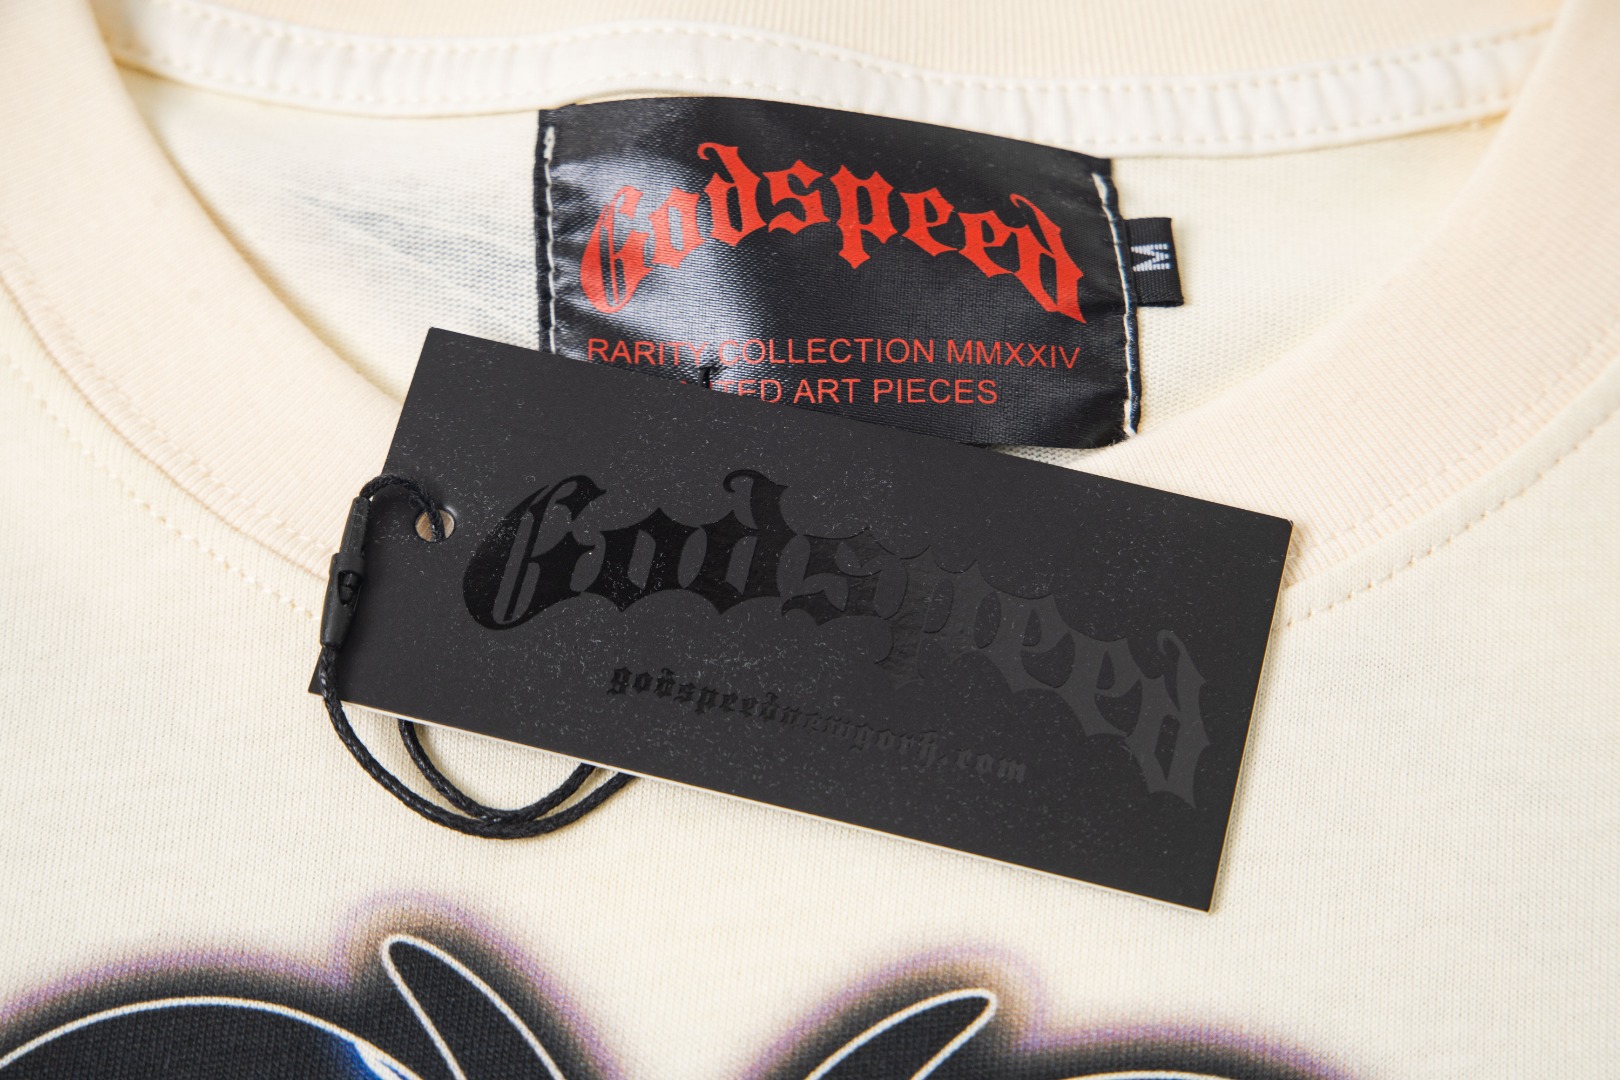 Godspeed
M
RARITY COLLECTION MMXXIV
ART PIECES
Godspeed